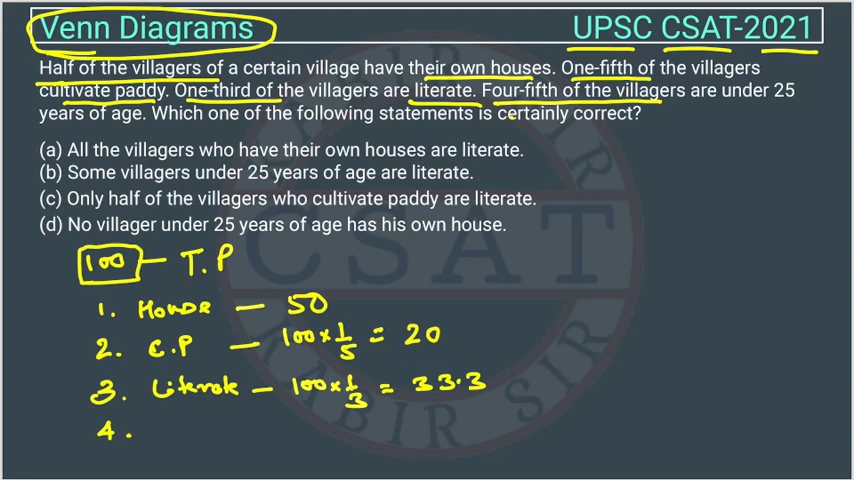 Venn Diagrams UPSC CSAT-2021
Half of the villagers of a certain village have their own houses. One-fifth of the villagers
cultivate paddy. One-third of the villagers are literate. Four-fifth of the villagers are under 25
years of age. Which one of the following statements is certainly correct?
(a) All the villagers who have their own houses are literate.
(b) Some villagers under 25 years of age are literate.
(c) Only half of the villagers who cultivate paddy are literate.
(d) No villager under 25 years of age has his own house.
100 — T.P
1. House — 50
2. C.P — 100 × 1/5 = 20
3. Literate — 100 × 1/3 = 33.3
4.
CSAT
KABIR SIR